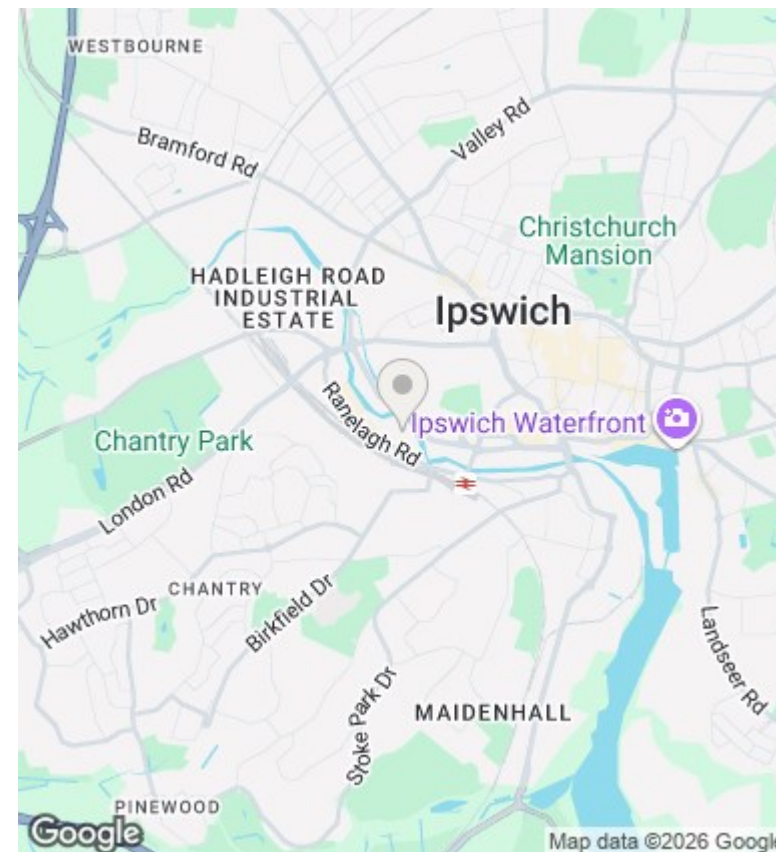 WESTBOURNE
Bramford Rd
Valley Rd
Christchurch
Mansion
HADLEIGH ROAD
INDUSTRIAL
ESTATE
Ipswich
Ranelagh Rd
Ipswich Waterfront
Chantry Park
London Rd
CHANTRY
Hawthorn Dr
Birkfield Dr
Landseer Rd
Stoke Park Dr
MAIDENHALL
PINEWOOD
Google
Map data ©2026 Google